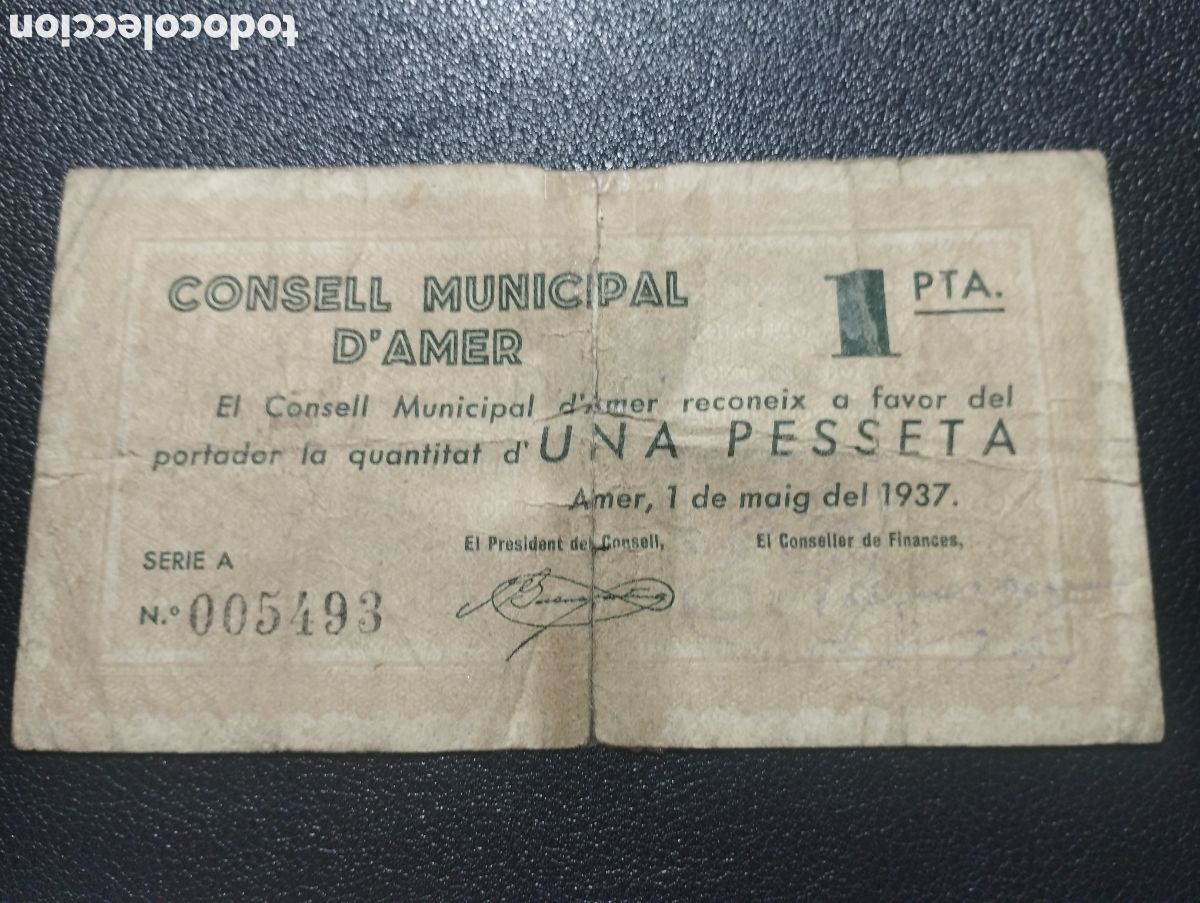 todocoleccion
CONSELL MUNICIPAL
D'AMER
1 PTA.
El Consell Municipal d'Amer reconeix a favor del
portador la quantitat d'UNA PESSETA
Amer, 1 de maig del 1937.
El President del Consell,
El Conseller de Finances,
SERIE A
N.º 005493